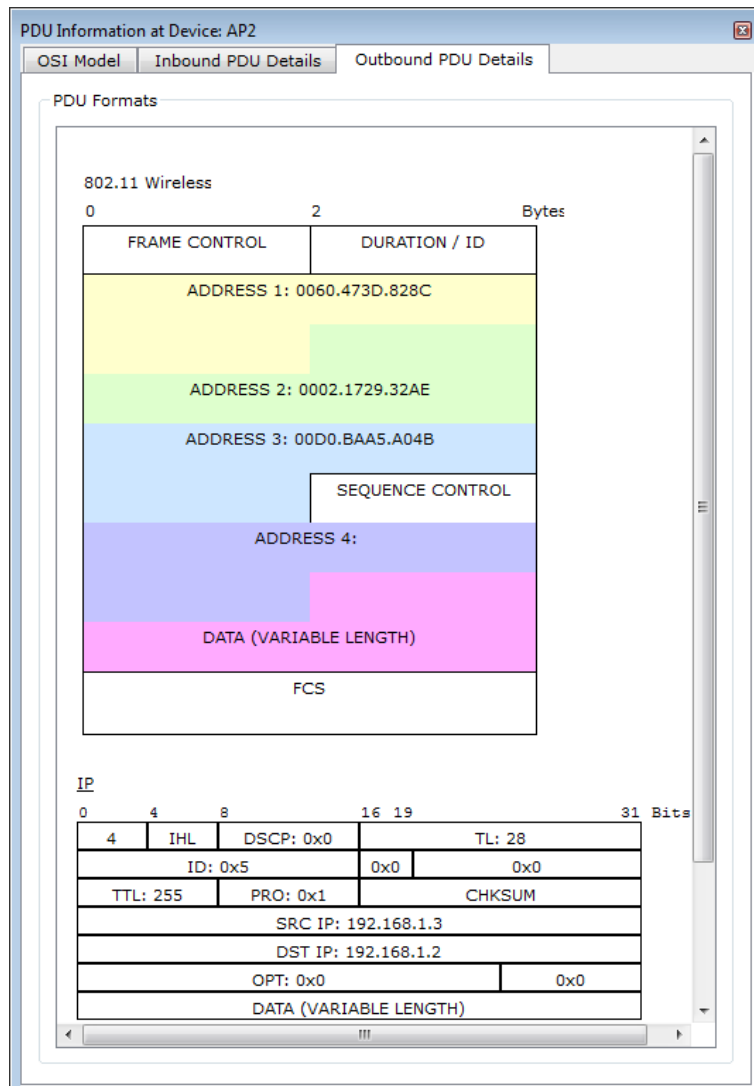 PDU Information at Device: AP2
OSI Model Inbound PDU Details Outbound PDU Details
PDU Formats
802.11 Wireless
0 2 Bytes
FRAME CONTROL DURATION / ID
ADDRESS 1: 0060.473D.828C
ADDRESS 2: 0002.1729.32AE
ADDRESS 3: 00D0.BAA5.A04B
SEQUENCE CONTROL
ADDRESS 4:
DATA (VARIABLE LENGTH)
FCS
IP
0 4 8 16 19 31 Bits
4 IHL DSCP: 0x0 TL: 28
ID: 0x5 0x0 0x0
TTL: 255 PRO: 0x1 CHKSUM
SRC IP: 192.168.1.3
DST IP: 192.168.1.2
OPT: 0x0 0x0
DATA (VARIABLE LENGTH)